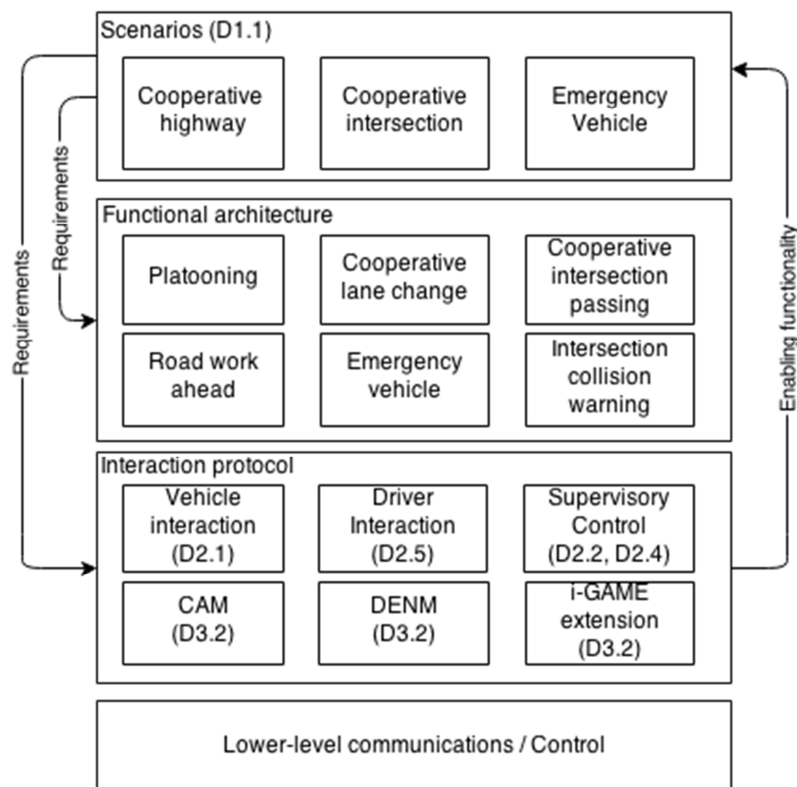 Scenarios (D1.1)
Cooperative
highway
Cooperative
intersection
Emergency
Vehicle
Requirements
Requirements
Enabling functionality
Functional architecture
Platooning
Cooperative
lane change
Cooperative
intersection
passing
Road work
ahead
Emergency
vehicle
Intersection
collision
warning
Interaction protocol
Vehicle
interaction
(D2.1)
Driver
Interaction
(D2.5)
Supervisory
Control
(D2.2, D2.4)
CAM
(D3.2)
DENM
(D3.2)
i-GAME
extension
(D3.2)
Lower-level communications / Control